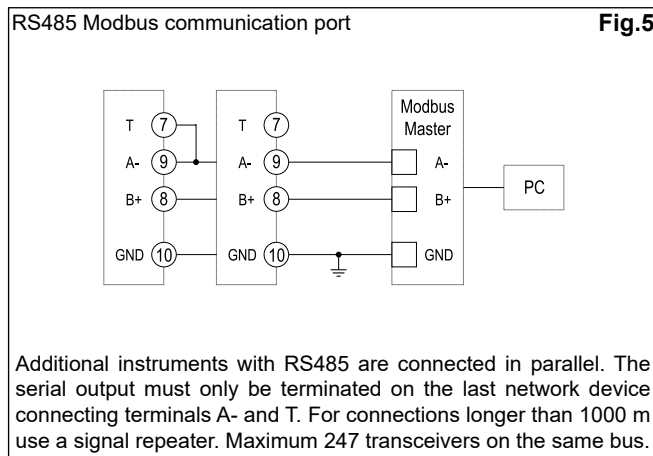 RS485 Modbus communication port Fig.5
T 7 T 7 Modbus Master
A- 9 A- 9 A-
B+ 8 B+ 8 B+ PC
GND 10 GND 10 GND
Additional instruments with RS485 are connected in parallel. The
serial output must only be terminated on the last network device
connecting terminals A- and T. For connections longer than 1000 m
use a signal repeater. Maximum 247 transceivers on the same bus.